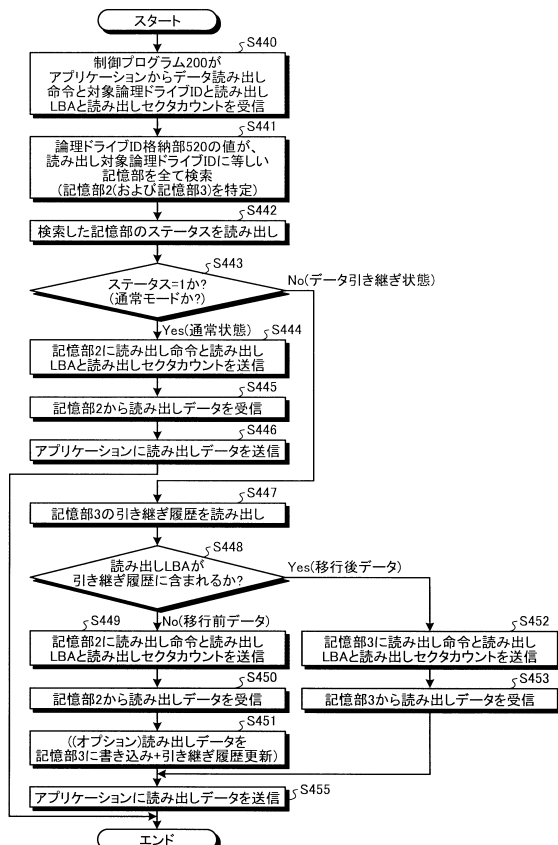 スタート
S440
制御プログラム200が
アプリケーションからデータ読み出し
命令と対象論理ドライブIDと読み出し
LBAと読み出しセクタカウントを受信
S441
論理ドライブID格納部520の値が、
読み出し対象論理ドライブIDに等しい
記憶部を全て検索
(記憶部2(および記憶部3)を特定)
S442
検索した記憶部のステータスを読み出し
S443
ステータス=1か?
(通常モードか?)
No(データ引き継ぎ状態)
Yes(通常状態)
S444
記憶部2に読み出し命令と読み出し
LBAと読み出しセクタカウントを送信
S445
記憶部2から読み出しデータを受信
S446
アプリケーションに読み出しデータを送信
S447
記憶部3の引き継ぎ履歴を読み出し
S448
読み出しLBAが
引き継ぎ履歴に含まれるか?
Yes(移行後データ)
No(移行前データ)
S449
記憶部2に読み出し命令と読み出し
LBAと読み出しセクタカウントを送信
S452
記憶部3に読み出し命令と読み出し
LBAと読み出しセクタカウントを送信
S450
記憶部2から読み出しデータを受信
S453
記憶部3から読み出しデータを受信
S451
((オプション)読み出しデータを
記憶部3に書き込み+引き継ぎ履歴更新)
S455
アプリケーションに読み出しデータを送信
エンド